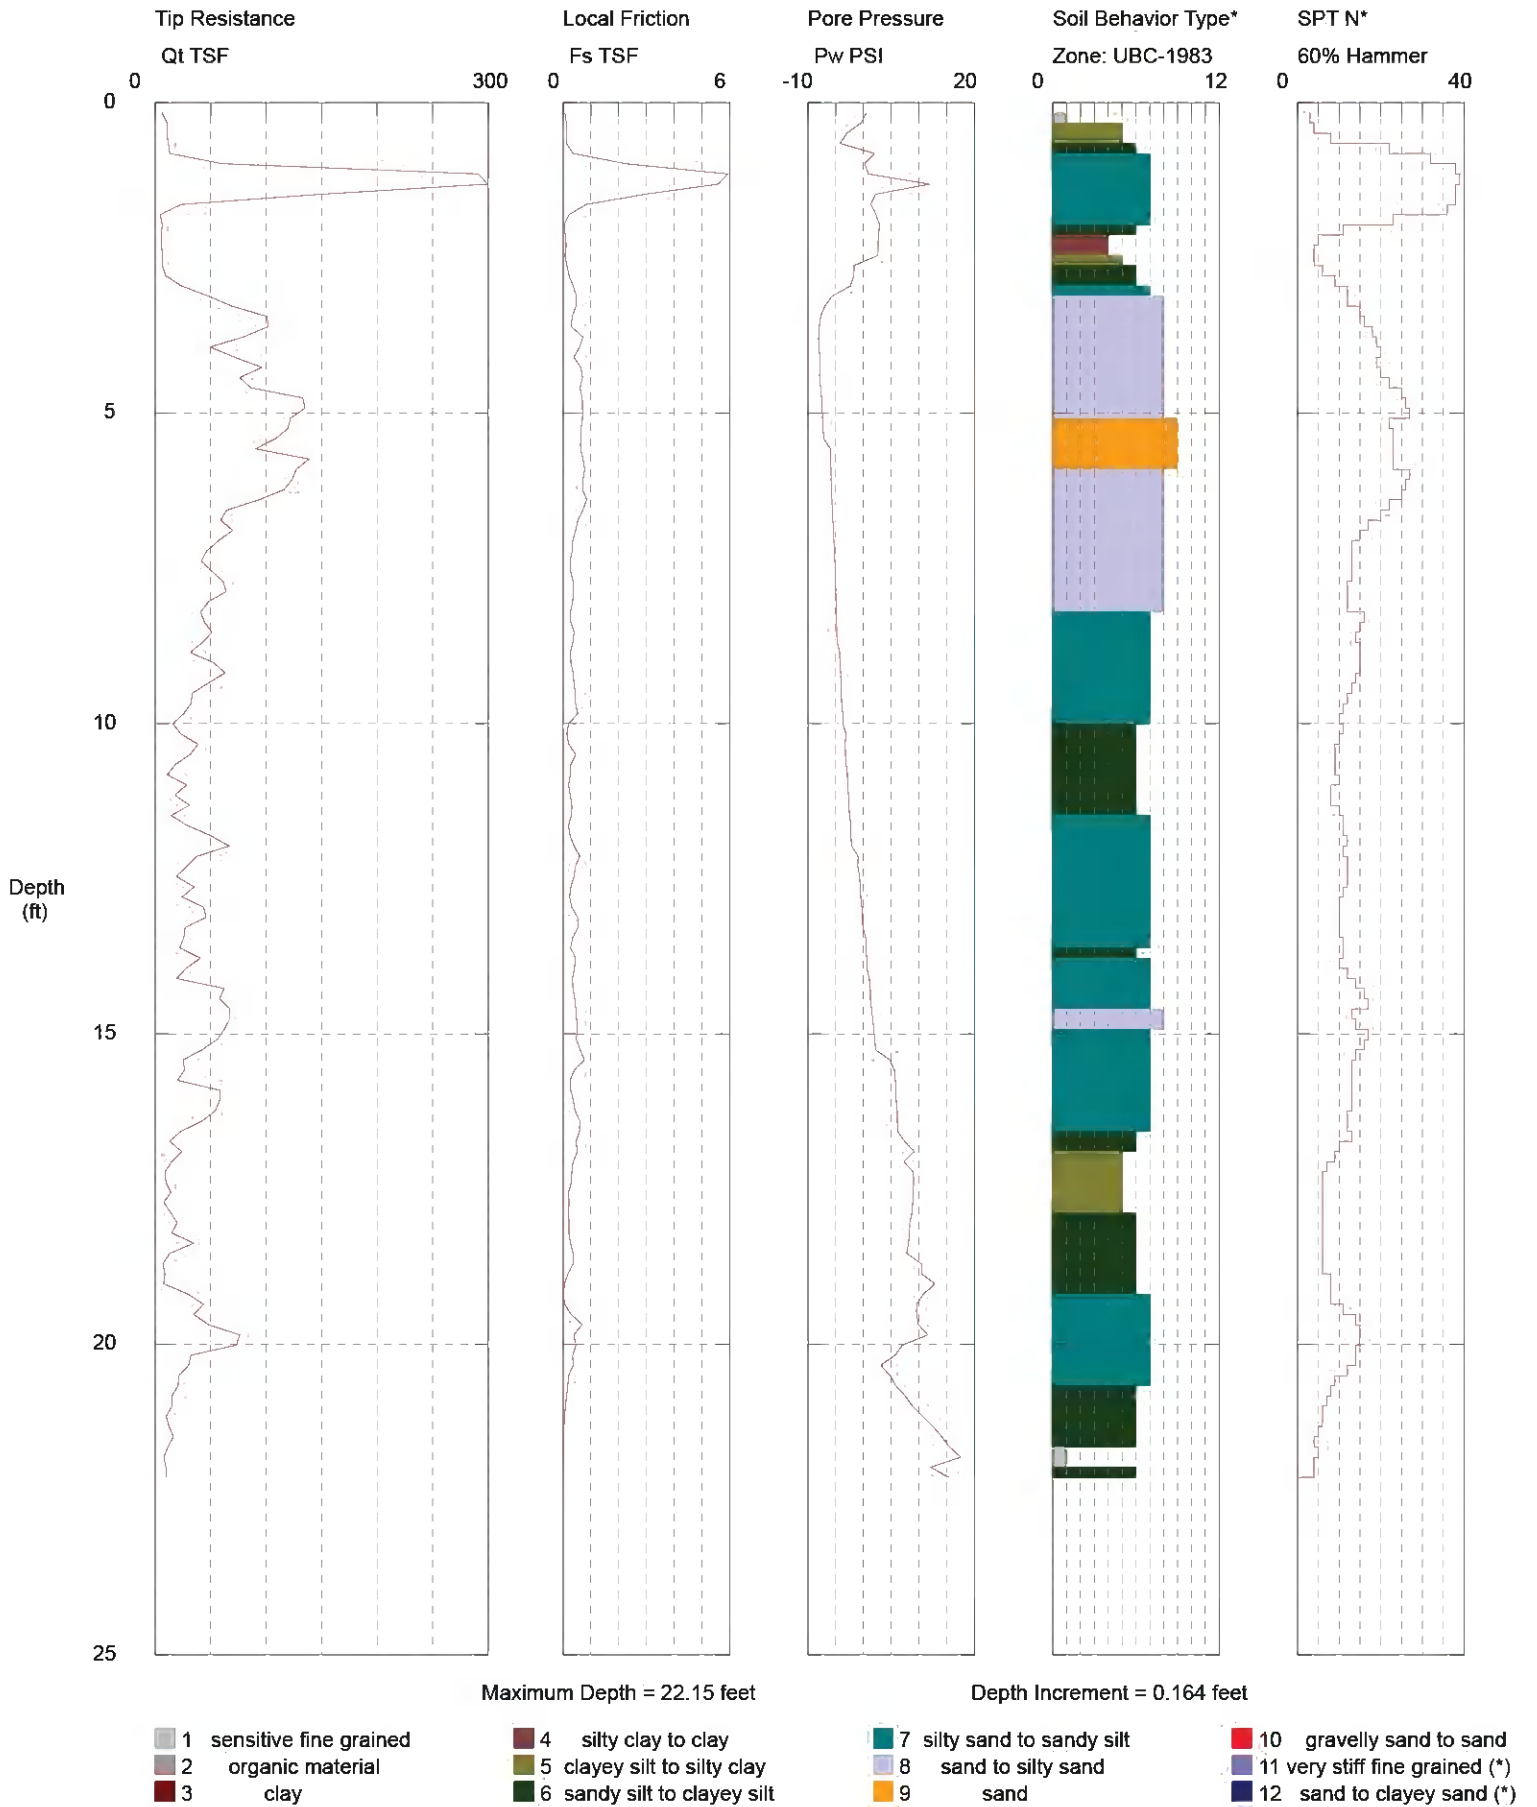 Tip Resistance Local Friction Pore Pressure Soil Behavior Type* SPT N*
Qt TSF Fs TSF Pw PSI Zone: UBC-1983 60% Hammer
0 300 0 6 -10 20 0 12 0 40
0
5
10
15
20
25
Depth
(ft)
Maximum Depth = 22.15 feet Depth Increment = 0.164 feet
1 sensitive fine grained 4 silty clay to clay 7 silty sand to sandy silt 10 gravelly sand to sand
2 organic material 5 clayey silt to silty clay 8 sand to silty sand 11 very stiff fine grained (*)
3 clay 6 sandy silt to clayey silt 9 sand 12 sand to clayey sand (*)